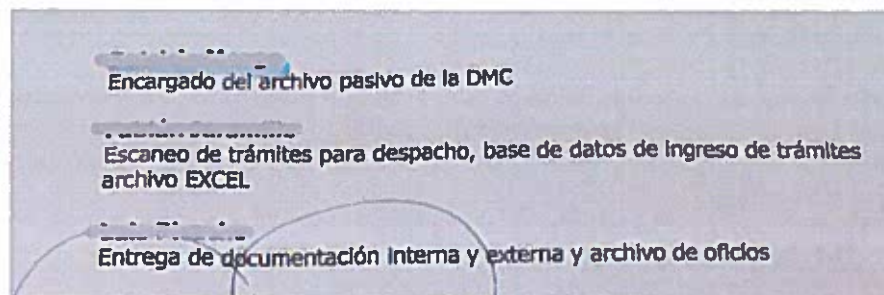 Encargado del archivo pasivo de la DMC
Escaneo de trámites para despacho, base de datos de ingreso de trámites
archivo EXCEL
Entrega de documentación interna y externa y archivo de oficios